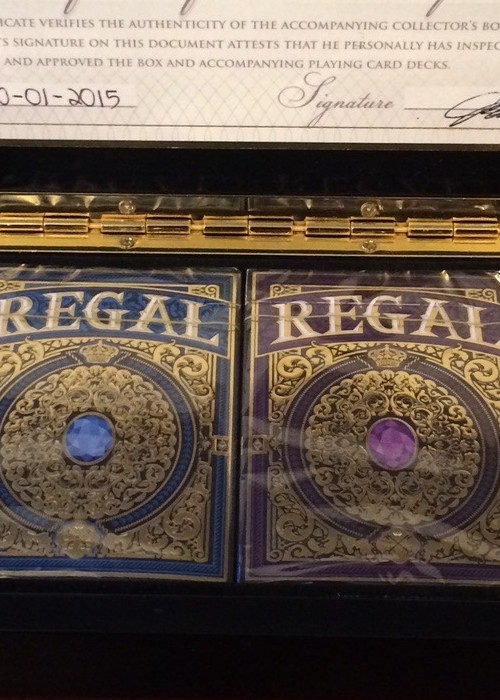 CATE VERIFIES THE AUTHENTICITY OF THE ACCOMPANYING COLLECTOR'S BO
S SIGNATURE ON THIS DOCUMENT ATTESTS THAT HE PERSONALLY HAS INSPEC
AND APPROVED THE BOX AND ACCOMPANYING PLAYING CARD DECKS.
0-01-2015 Signature
REGAL REGAL